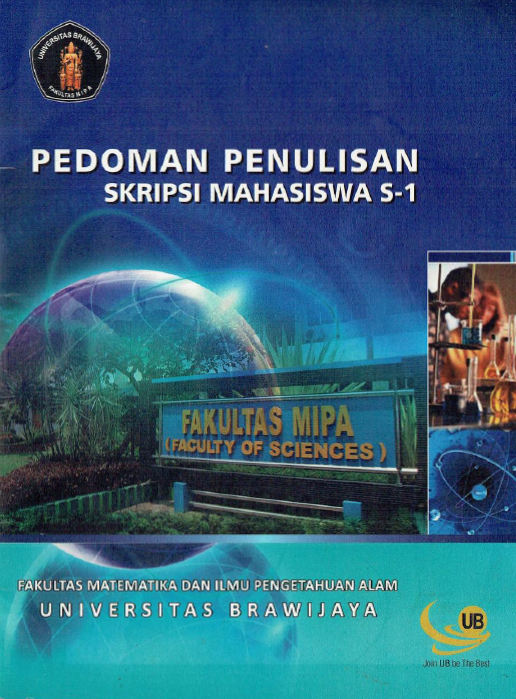 UNIVERSITAS BRAWIJAYA
FAKULTAS M I P A
PEDOMAN PENULISAN
SKRIPSI MAHASISWA S-1
FAKULTAS MIPA
(FACULTY OF SCIENCES)
FAKULTAS MATEMATIKA DAN ILMU PENGETAHUAN ALAM
UNIVERSITAS BRAWIJAYA
UB
Join UB be The Best